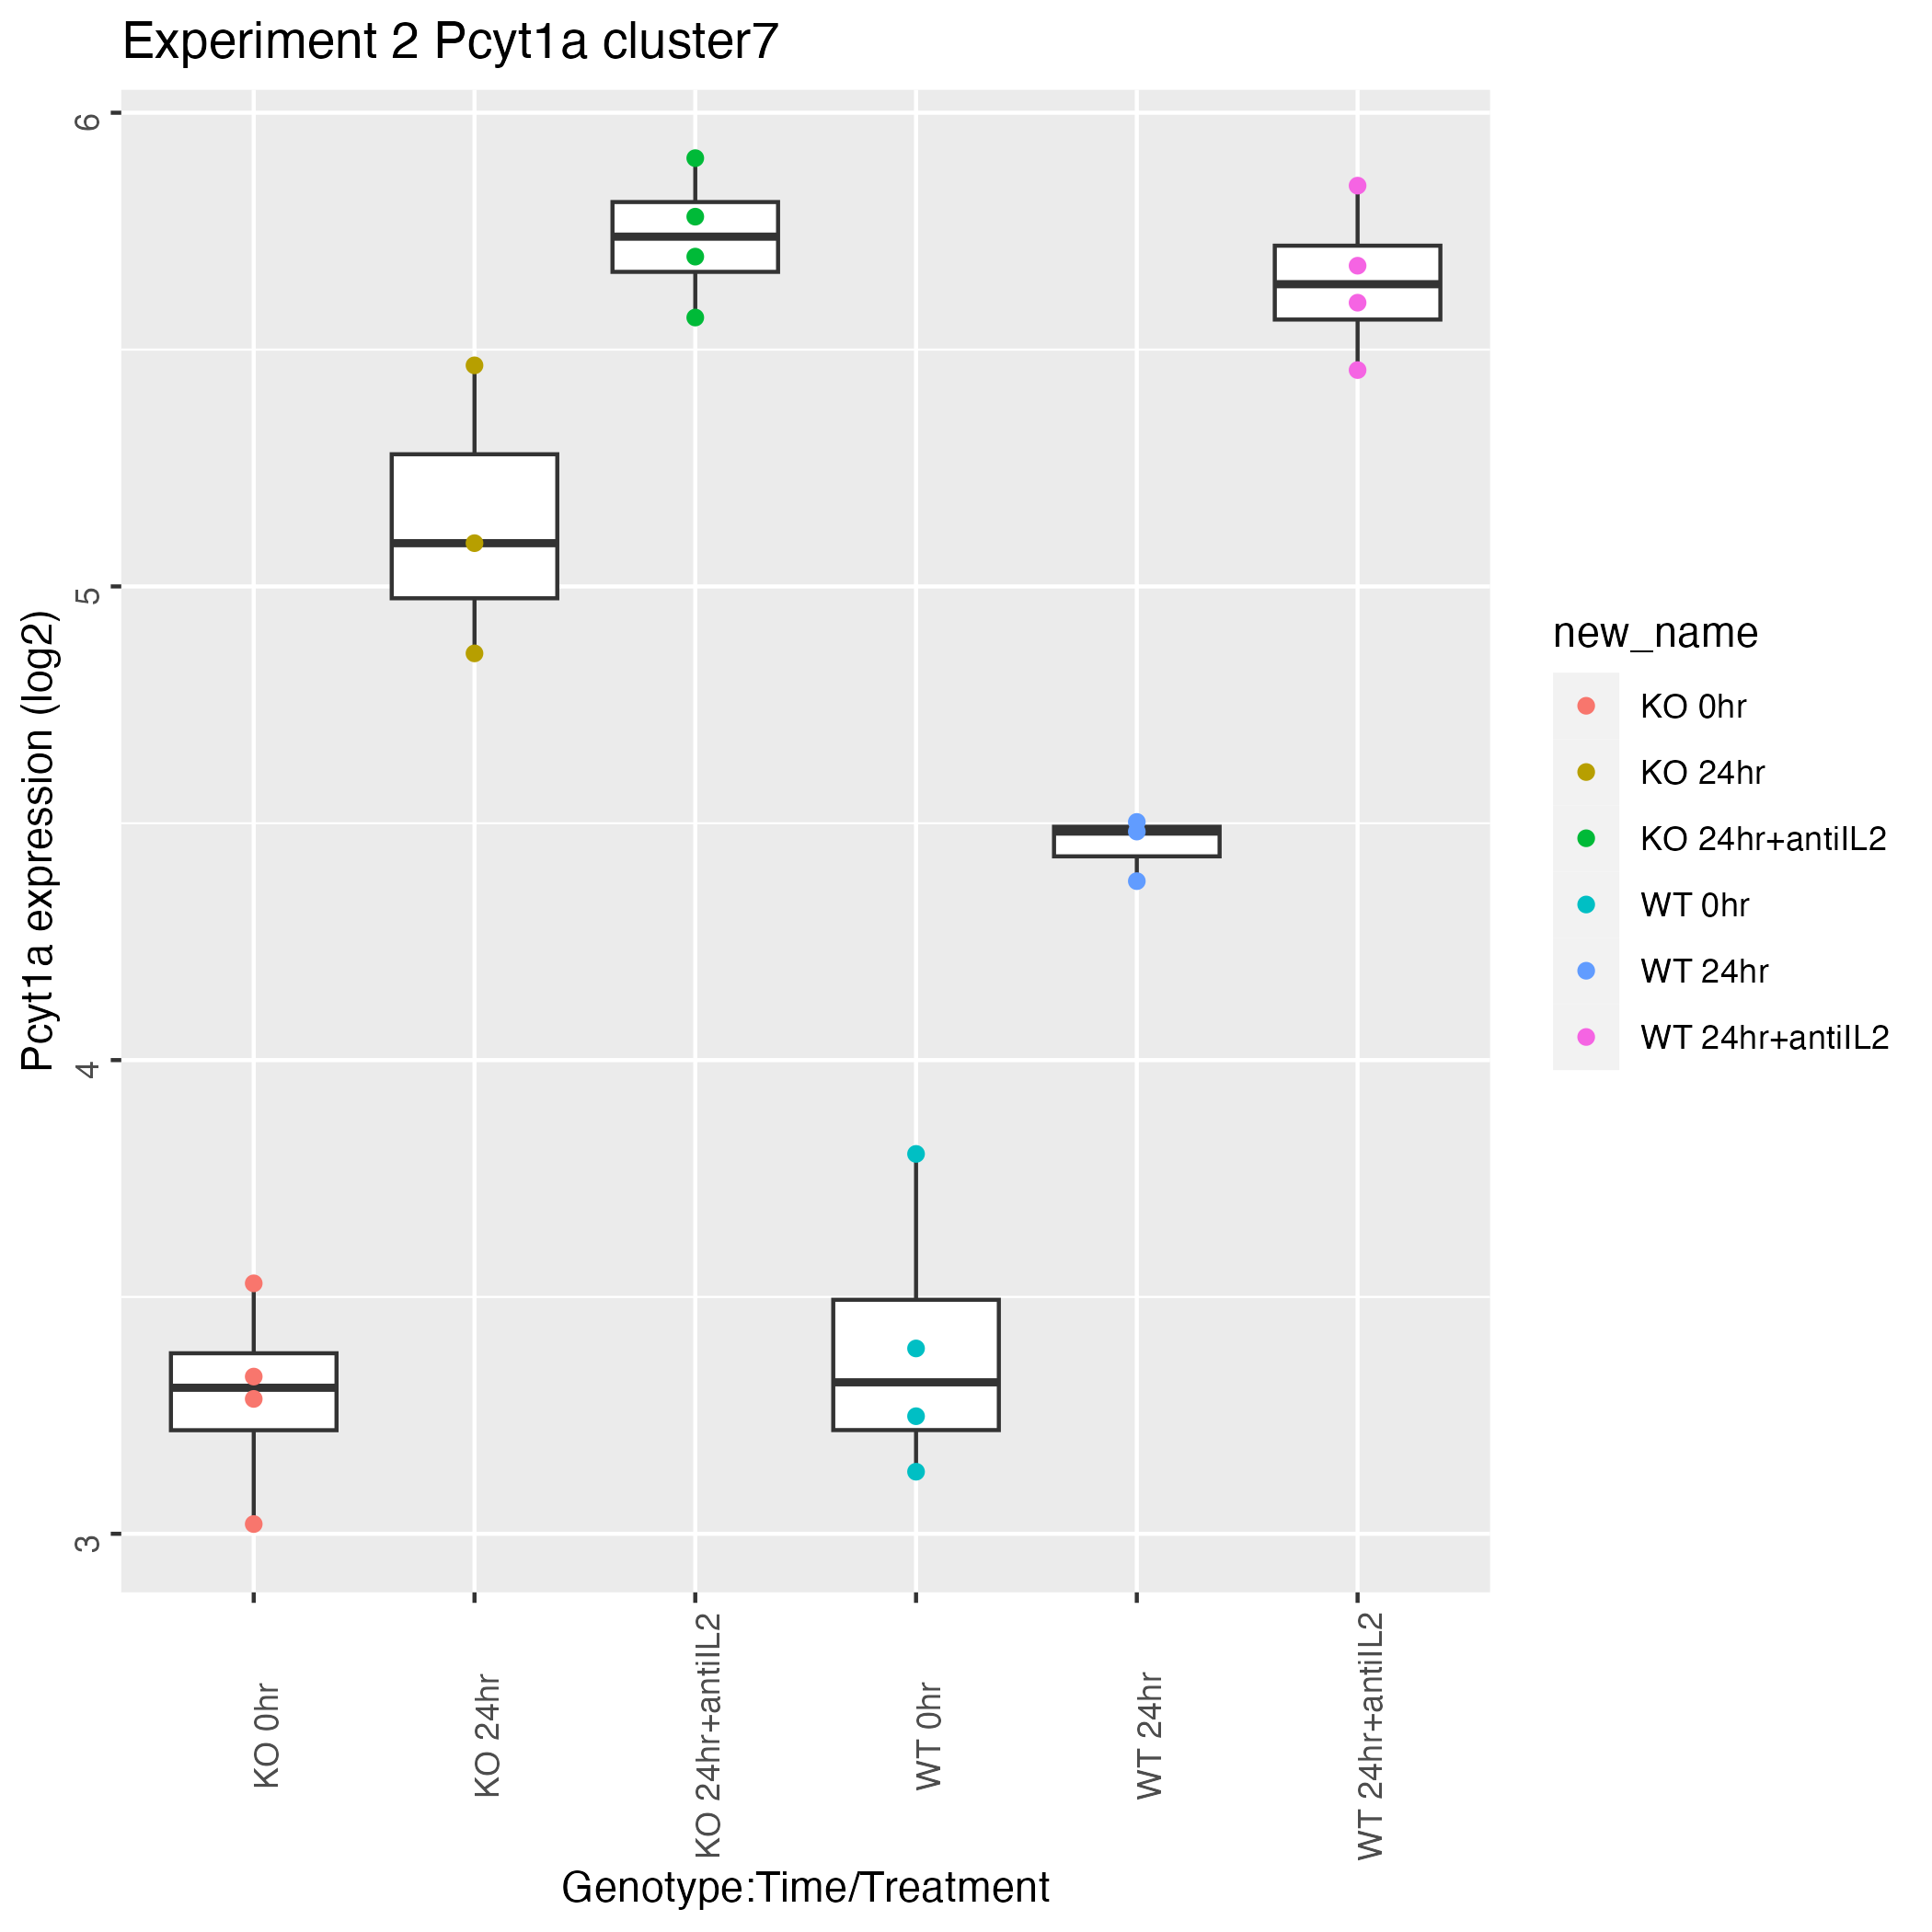 Experiment 2 Pcyt1a cluster7
Pcyt1a expression (log2)
6
5
4
3
KO 0hr
KO 24hr
KO 24hr+antiIL2
WT 0hr
WT 24hr
WT 24hr+antiIL2
Genotype:Time/Treatment
new_name
KO 0hr
KO 24hr
KO 24hr+antiIL2
WT 0hr
WT 24hr
WT 24hr+antiIL2